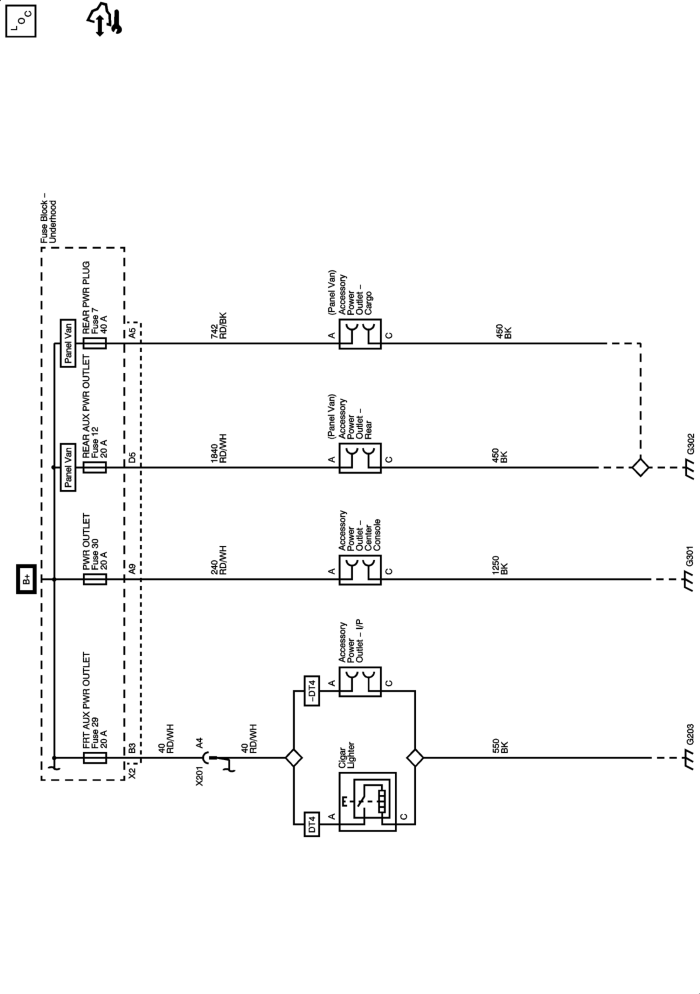 L O C
Fuse Block –
Underhood
B+
FRT AUX PWR OUTLET
Fuse 29
20 A
PWR OUTLET
Fuse 30
20 A
Panel Van
REAR AUX PWR OUTLET
Fuse 12
20 A
Panel Van
REAR PWR PLUG
Fuse 7
40 A
X2
B3
A9
D5
A5
40
RD/WH
X201
A4
40
RD/WH
240
RD/WH
1840
RD/WH
742
RD/BK
DT4
–DT4
A
Cigar
Lighter
C
A
Accessory
Power
Outlet – I/P
C
A
Accessory
Power
Outlet –
Center
Console
C
A
(Panel Van)
Accessory
Power
Outlet –
Rear
C
A
(Panel Van)
Accessory
Power
Outlet –
Cargo
C
550
BK
1250
BK
450
BK
450
BK
G203
G301
G302